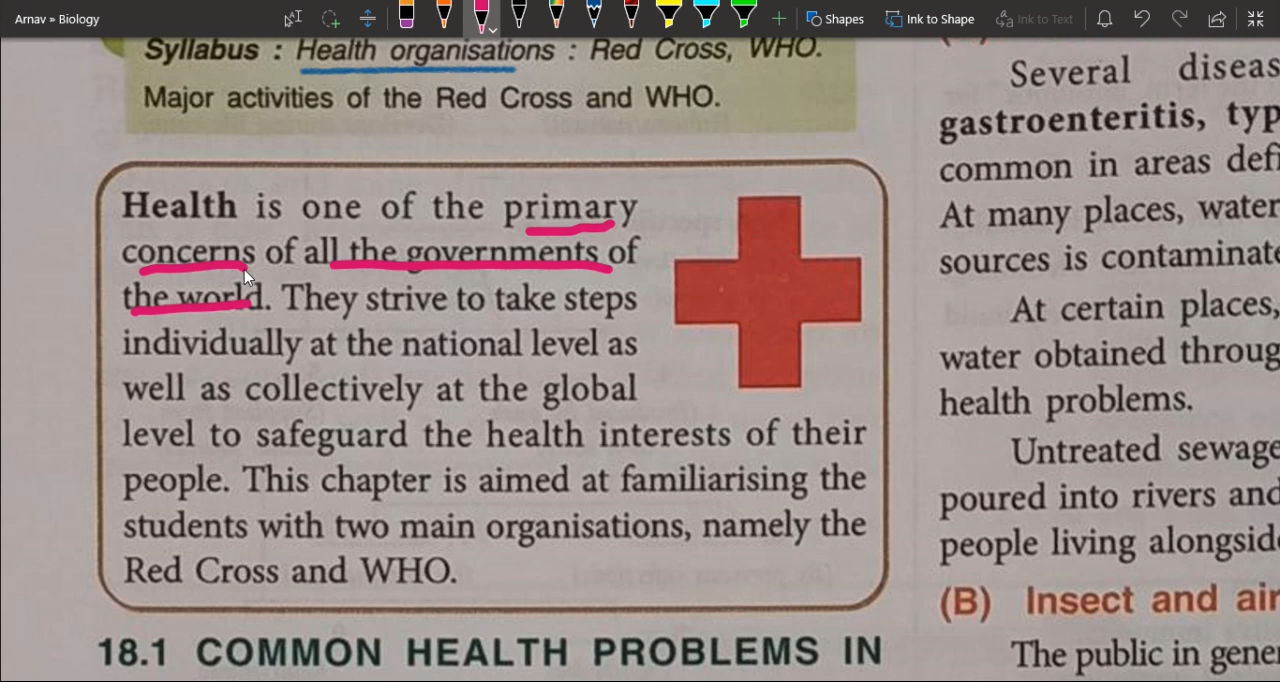 Arnav » Biology
Shapes
Ink to Shape
Ink to Text
Syllabus : Health organisations : Red Cross, WHO.
Major activities of the Red Cross and WHO.
Health is one of the primary
concerns of all the governments of
the world. They strive to take steps
individually at the national level as
well as collectively at the global
level to safeguard the health interests of their
people. This chapter is aimed at familiarising the
students with two main organisations, namely the
Red Cross and WHO.
18.1 COMMON HEALTH PROBLEMS IN
Several diseas
gastroenteritis, typ
common in areas defi
At many places, water
sources is contaminate
At certain places,
water obtained throug
health problems.
Untreated sewage
poured into rivers and
people living alongside
(B) Insect and air
The public in gener